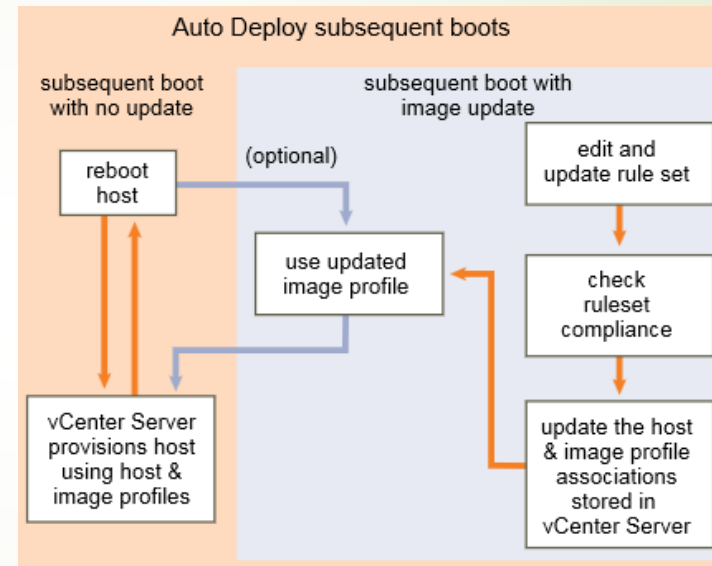 Auto Deploy subsequent boots
subsequent boot
with no update
subsequent boot with
image update
reboot
host
(optional)
edit and
update rule set
use updated
image profile
check
ruleset
compliance
vCenter Server
provisions host
using host &
image profiles
update the host
& image profile
associations
stored in
vCenter Server